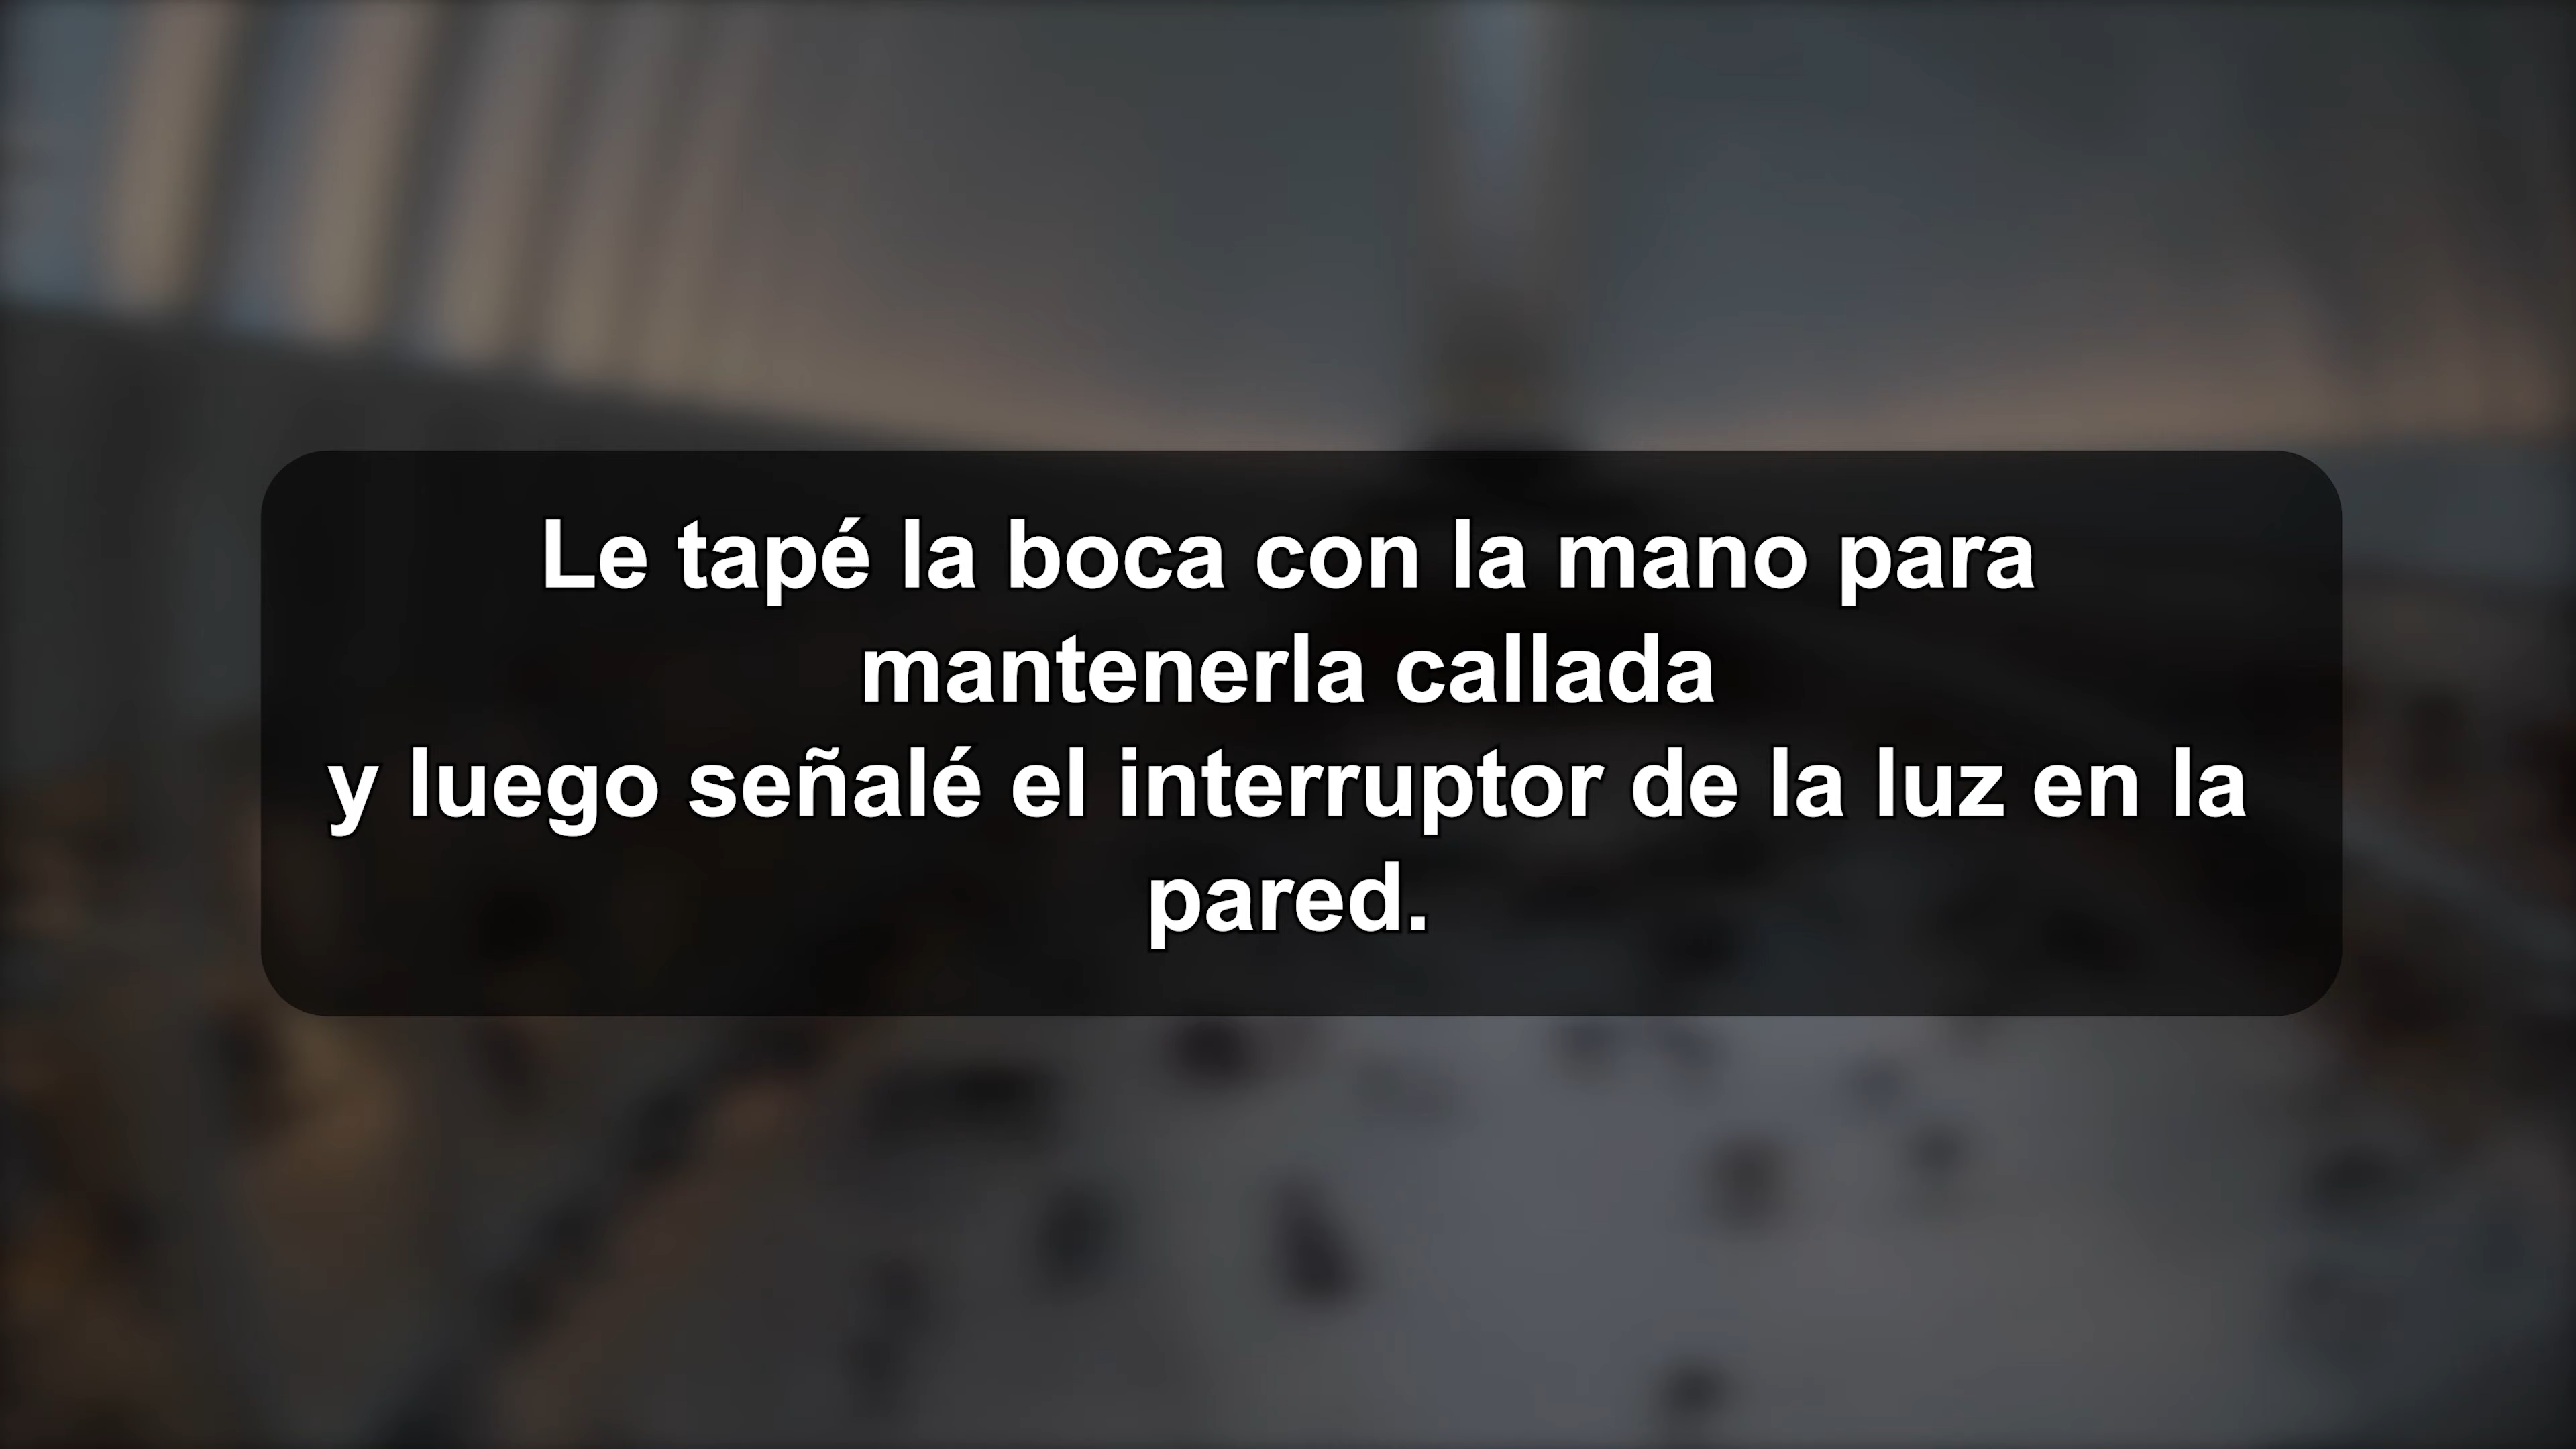 Le tapé la boca con la mano para
mantenerla callada
y luego señalé el interruptor de la luz en la
pared.